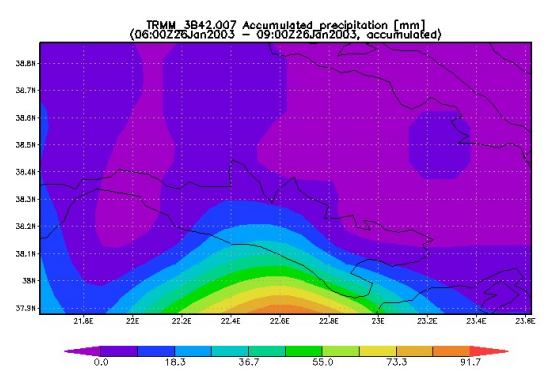 TRMM_3B42.007 Accumulated precipitation [mm]
(06:00Z26Jan2003 – 09:00Z26Jan2003, accumulated)
38.8N
38.7N
38.6N
38.5N
38.4N
38.3N
38.2N
38.1N
38N
37.9N
21.8E 22E 22.2E 22.4E 22.6E 22.8E 23E 23.2E 23.4E 23.6E
0.0 18.3 36.7 55.0 73.3 91.7